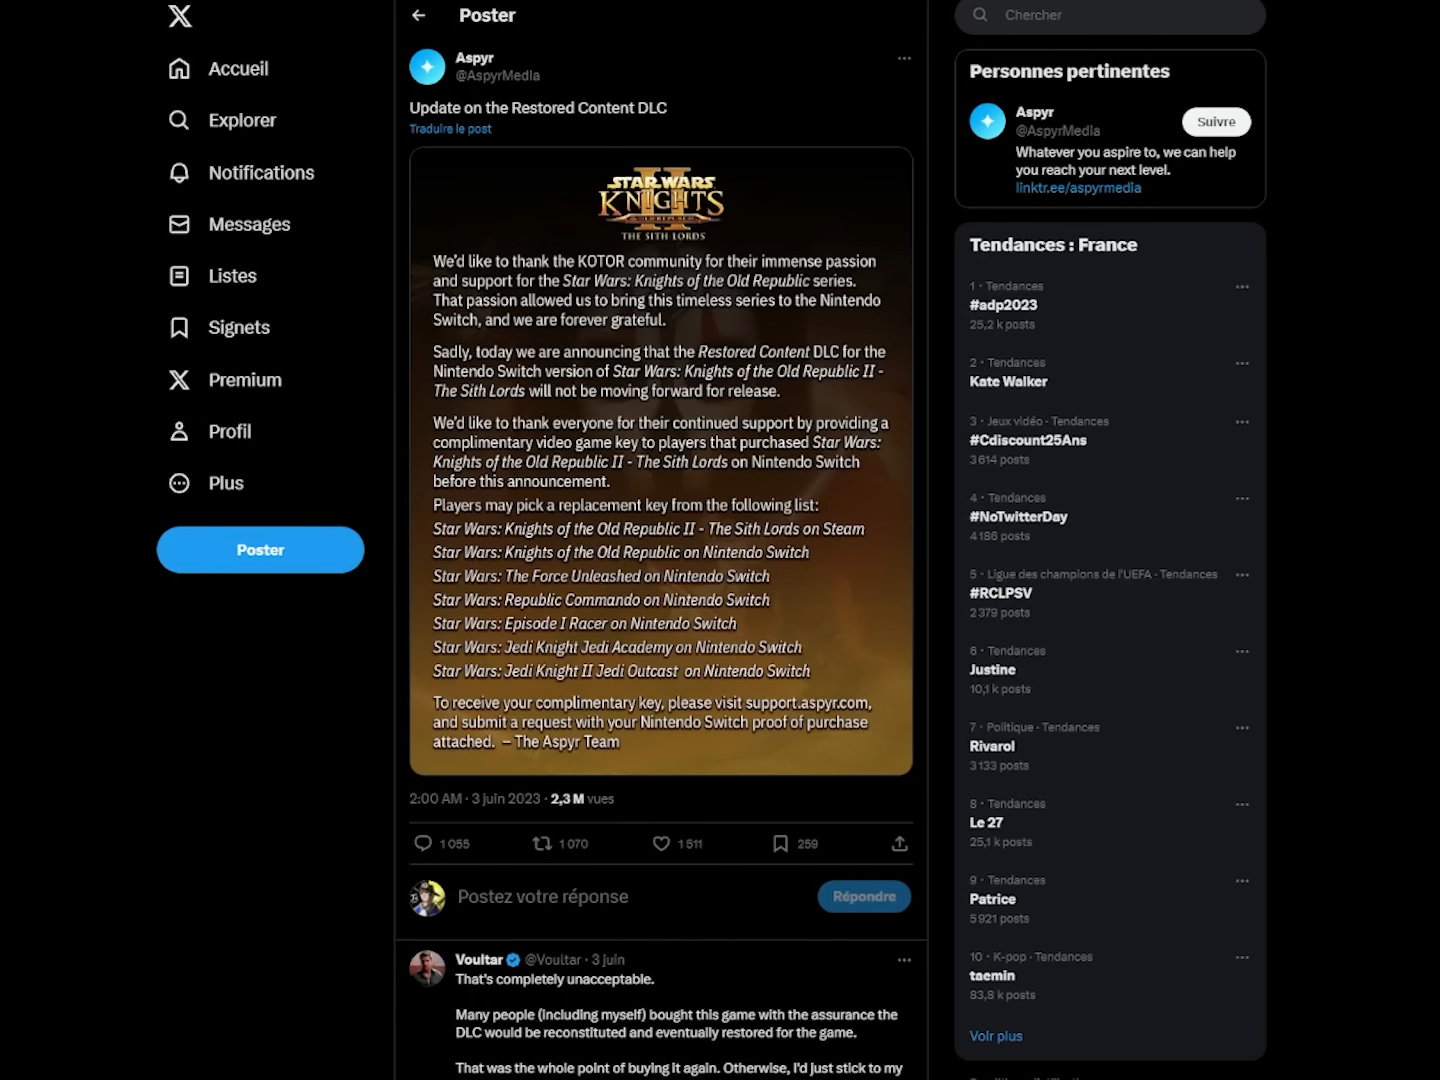 Accueil
Explorer
Notifications
Messages
Listes
Signets
Premium
Profil
Plus
Poster
Poster
Aspyr
@AspyrMedia
Update on the Restored Content DLC
Traduire le post
STAR WARS
KNIGHTS
II
THE SITH LORDS
We'd like to thank the KOTOR community for their immense passion
and support for the Star Wars: Knights of the Old Republic series.
That passion allowed us to bring this timeless series to the Nintendo
Switch, and we are forever grateful.
Sadly, today we are announcing that the Restored Content DLC for the
Nintendo Switch version of Star Wars: Knights of the Old Republic II -
The Sith Lords will not be moving forward for release.
We'd like to thank everyone for their continued support by providing a
complimentary video game key to players that purchased Star Wars:
Knights of the Old Republic II - The Sith Lords on Nintendo Switch
before this announcement.
Players may pick a replacement key from the following list:
Star Wars: Knights of the Old Republic II - The Sith Lords on Steam
Star Wars: Knights of the Old Republic on Nintendo Switch
Star Wars: The Force Unleashed on Nintendo Switch
Star Wars: Republic Commando on Nintendo Switch
Star Wars: Episode I Racer on Nintendo Switch
Star Wars: Jedi Knight Jedi Academy on Nintendo Switch
Star Wars: Jedi Knight II Jedi Outcast on Nintendo Switch
To receive your complimentary key, please visit support.aspyr.com,
and submit a request with your Nintendo Switch proof of purchase
attached. – The Aspyr Team
2:00 AM · 3 juin 2023 · 2,3 M vues
1 055 1 070 1 511 259
Postez votre réponse
Répondre
Voultar @Voultar · 3 juin
That's completely unacceptable.
Many people (including myself) bought this game with the assurance the
DLC would be reconstituted and eventually restored for the game.
That was the whole point of buying it again. Otherwise, I'd just stick to my
Chercher
Personnes pertinentes
Aspyr
@AspyrMedia
Suivre
Whatever you aspire to, we can help
you reach your next level.
linktr.ee/aspyrmedia
Tendances : France
1 · Tendances
#adp2023
25,2 k posts
2 · Tendances
Kate Walker
3 · Jeux vidéo · Tendances
#Cdiscount25Ans
3 614 posts
4 · Tendances
#NoTwitterDay
4 186 posts
5 · Ligue des champions de l'UEFA · Tendances
#RCLPSV
2 379 posts
6 · Tendances
Justine
10,1 k posts
7 · Politique · Tendances
Rivarol
3 133 posts
8 · Tendances
Le 27
25,1 k posts
9 · Tendances
Patrice
5 921 posts
10 · K-pop · Tendances
taemin
83,8 k posts
Voir plus